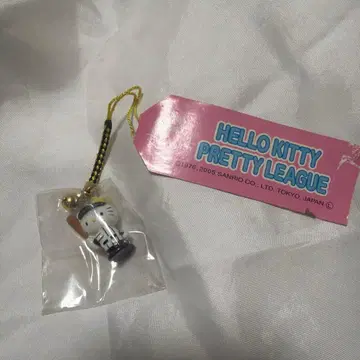 HELLO KITTY
PRETTY LEAGUE
©1976, 2005 SANRIO CO., LTD. TOKYO, JAPAN Ⓛ